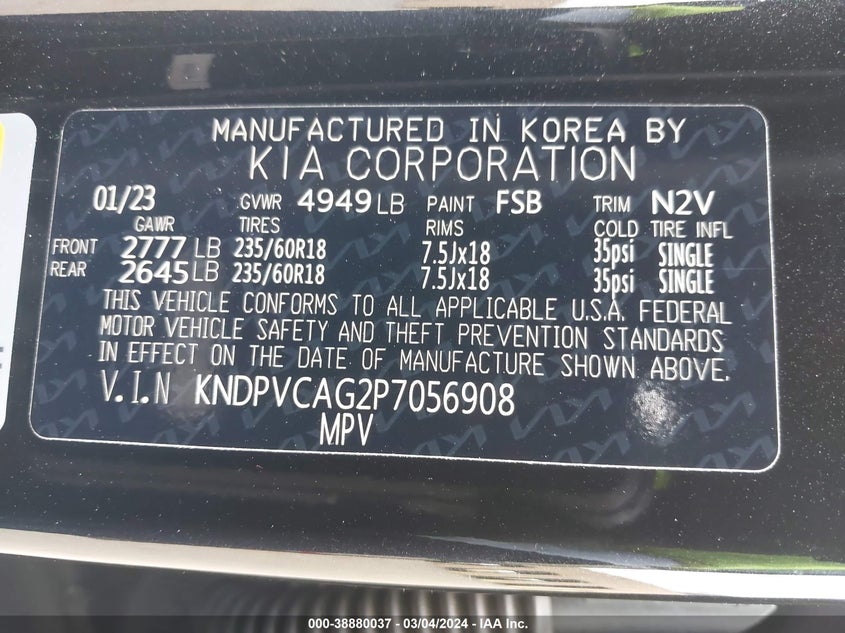 MANUFACTURED IN KOREA BY
KIA CORPORATION
01/23 GVWR 4949 LB PAINT FSB TRIM N2V
GAWR TIRES RIMS COLD TIRE INFL
FRONT 2777 LB 235/60R18 7.5Jx18 35psi SINGLE
REAR 2645 LB 235/60R18 7.5Jx18 35psi SINGLE
THIS VEHICLE CONFORMS TO ALL APPLICABLE U.S.A. FEDERAL
MOTOR VEHICLE SAFETY AND THEFT PREVENTION STANDARDS
IN EFFECT ON THE DATE OF MANUFACTURE SHOWN ABOVE.
V.I.N KNDPVCAG2P7056908
MPV
000-38880037 - 03/04/2024 - IAA Inc.